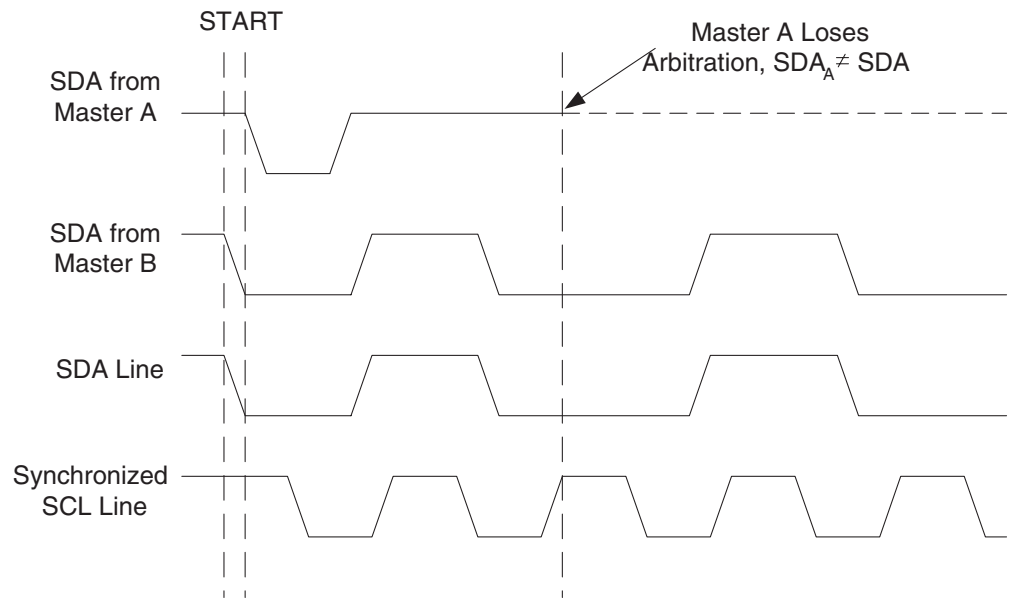 START
Master A Loses
Arbitration, SDA_A ≠ SDA
SDA from
Master A
SDA from
Master B
SDA Line
Synchronized
SCL Line